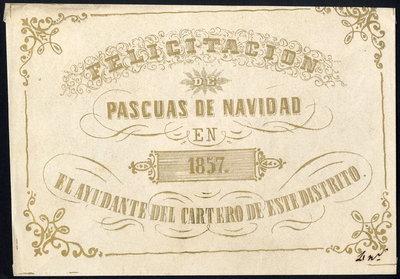 FELICITACION
DE
PASCUAS DE NAVIDAD
EN
1857.
EL AYUDANTE DEL CARTERO DE ESTE DISTRITO.